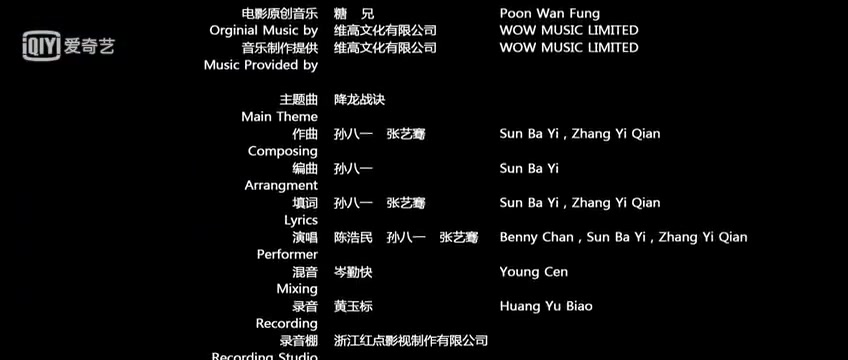 iQIYI 爱奇艺
电影原创音乐 糖 兄 Poon Wan Fung
Orginial Music by 维高文化有限公司 WOW MUSIC LIMITED
音乐制作提供 维高文化有限公司 WOW MUSIC LIMITED
Music Provided by
主题曲 降龙战诀
Main Theme
作曲 孙八一 张艺骞 Sun Ba Yi , Zhang Yi Qian
Composing
编曲 孙八一 Sun Ba Yi
Arrangment
填词 孙八一 张艺骞 Sun Ba Yi , Zhang Yi Qian
Lyrics
演唱 陈浩民 孙八一 张艺骞 Benny Chan , Sun Ba Yi , Zhang Yi Qian
Performer
混音 岑勤快 Young Cen
Mixing
录音 黄玉标 Huang Yu Biao
Recording
录音棚 浙江红点影视制作有限公司
Recording Studio